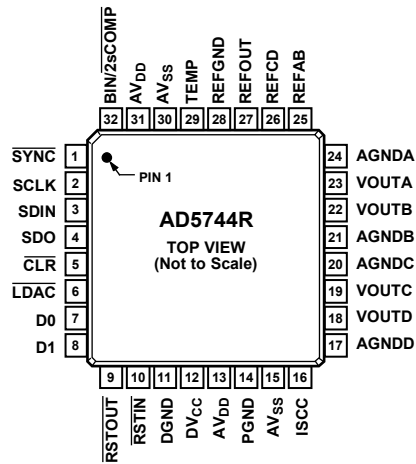 BIN/2sCOMP
AVDD
AVSS
TEMP
REFGND
REFOUT
REFCD
REFAB
32 31 30 29 28 27 26 25
SYNC 1
SCLK 2
SDIN 3
SDO 4
CLR 5
LDAC 6
D0 7
D1 8
PIN 1
AD5744R
TOP VIEW
(Not to Scale)
24 AGNDA
23 VOUTA
22 VOUTB
21 AGNDB
20 AGNDC
19 VOUTC
18 VOUTD
17 AGNDD
9 10 11 12 13 14 15 16
RSTOUT
RSTIN
DGND
DVCC
AVDD
PGND
AVSS
ISCC